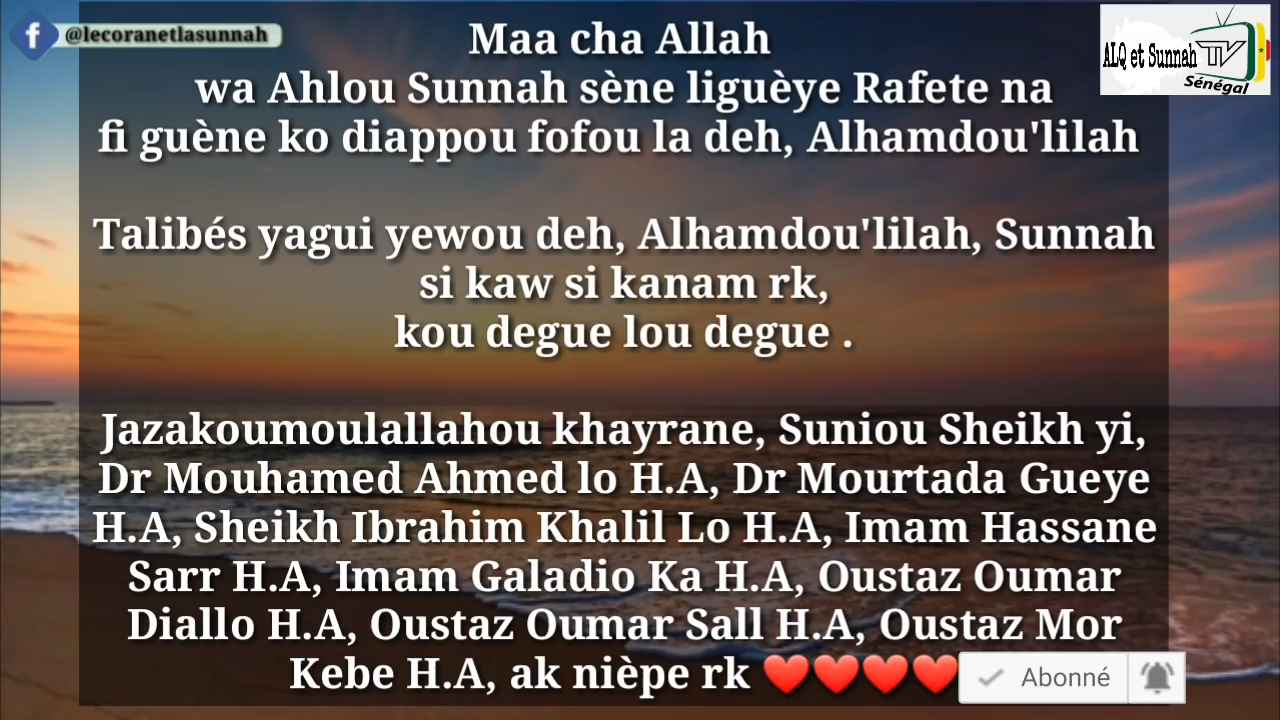 @lecoranetlasunnah
ALQ et Sunnah TV
Sénégal
Maa cha Allah
wa Ahlou Sunnah sène liguèye Rafete na
fi guène ko diappou fofou la deh, Alhamdou'lilah
Talibés yagui yewou deh, Alhamdou'lilah, Sunnah
si kaw si kanam rk,
kou degue lou degue .
Jazakoumoulallahou khayrane, Suniou Sheikh yi,
Dr Mouhamed Ahmed lo H.A, Dr Mourtada Gueye
H.A, Sheikh Ibrahim Khalil Lo H.A, Imam Hassane
Sarr H.A, Imam Galadio Ka H.A, Oustaz Oumar
Diallo H.A, Oustaz Oumar Sall H.A, Oustaz Mor
Kebe H.A, ak nièpe rk ❤️❤️❤️❤️
Abonné